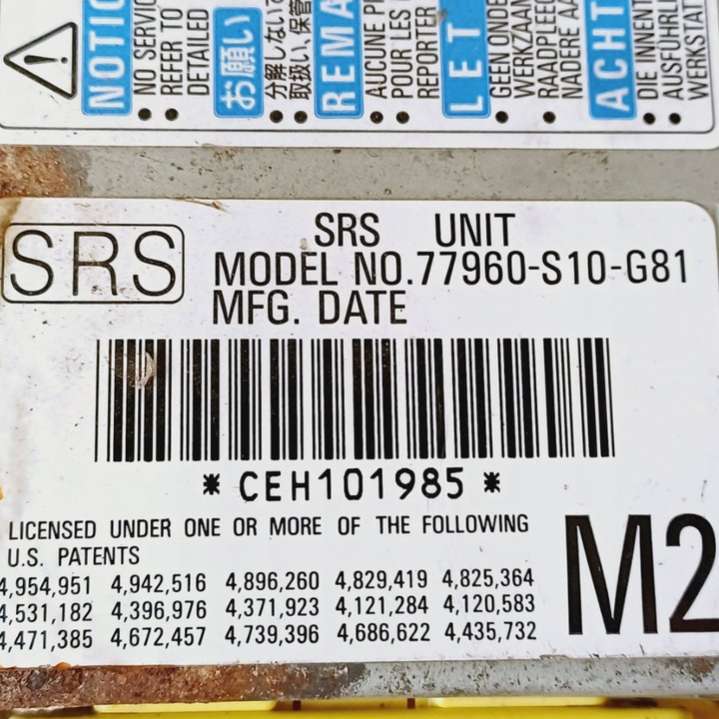 NOTIC
NO SERVIC
REFER TO
DETAILED
お願い
分解しない
取扱い、保管
REMA
AUCUNE P
POUR LES
REPORTER
LET
GEEN ONDE
WERKZAAN
RAADPLEEG
NADERE AA
ACHT
DIE INNENT
AUSFÜHRL
WERKSTAT
SRS
SRS UNIT
MODEL NO.77960-S10-G81
MFG. DATE
*CEH101985*
LICENSED UNDER ONE OR MORE OF THE FOLLOWING
U.S. PATENTS
4,954,951 4,942,516 4,896,260 4,829,419 4,825,364
4,531,182 4,396,976 4,371,923 4,121,284 4,120,583
4,471,385 4,672,457 4,739,396 4,686,622 4,435,732
M2